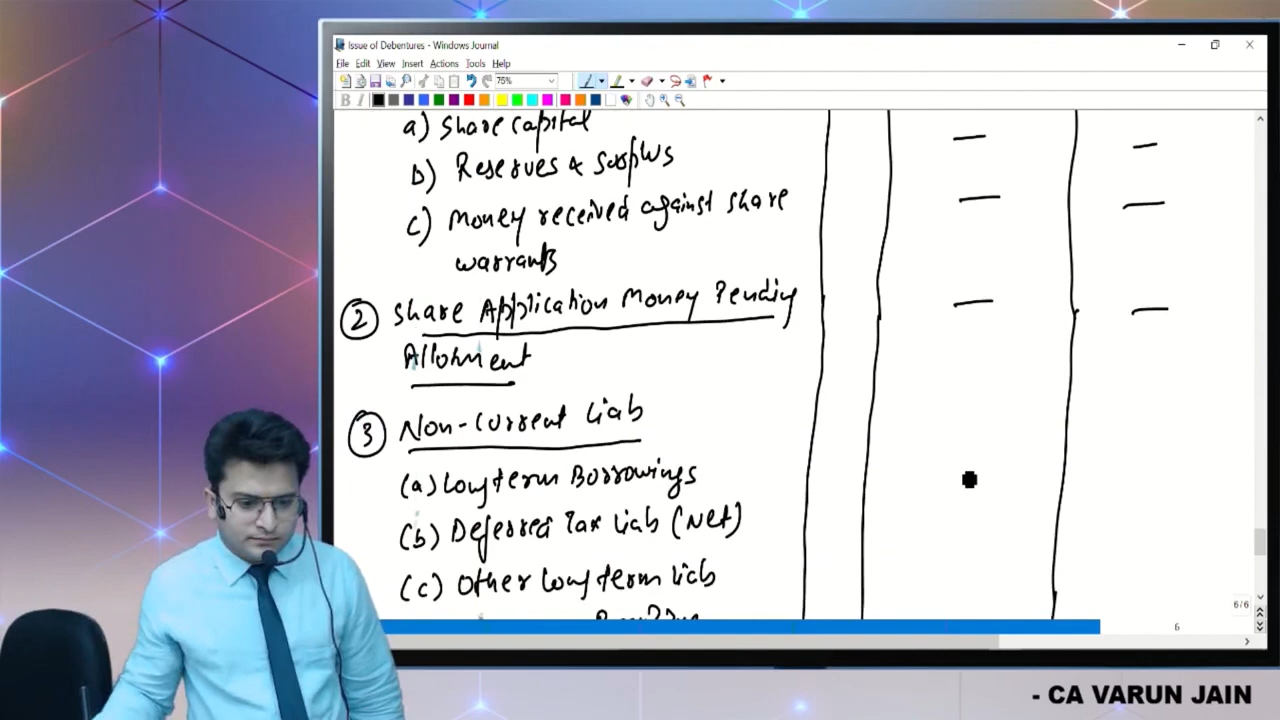 Issue of Debentures - Windows Journal
File Edit View Insert Actions Tools Help
75%
B I
a) Share capital
b) Reserves & Surplus
c) Money received against share
warrants
2 Share Application Money Pending
Allotment
3 Non-Current Liab
(a) Long term Borrowings
(b) Deferred Tax Liab (Net)
(c) Other Long term Liab
6/6
6
- CA VARUN JAIN